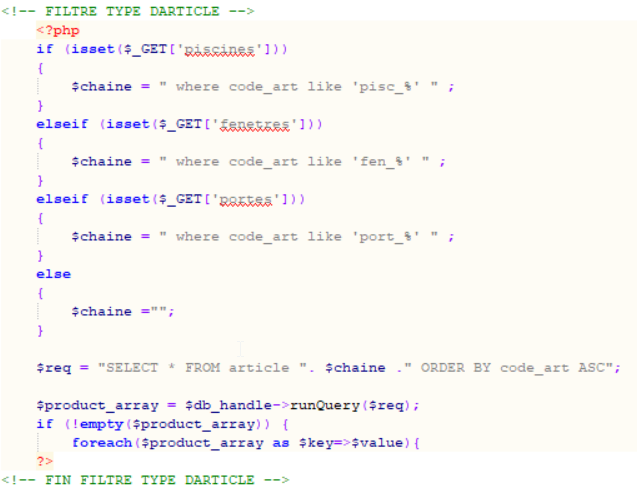 <!-- FILTRE TYPE DARTICLE -->
<?php
if (isset($_GET['piscines']))
{
$chaine = " where code_art like 'pisc_%' " ;
}
elseif (isset($_GET['fenetres']))
{
$chaine = " where code_art like 'fen_%' " ;
}
elseif (isset($_GET['portes']))
{
$chaine = " where code_art like 'port_%' " ;
}
else
{
$chaine ="";
}
$req = "SELECT * FROM article ". $chaine ." ORDER BY code_art ASC";
$product_array = $db_handle->runQuery($req);
if (!empty($product_array)) {
foreach($product_array as $key=>$value){
?>
<!-- FIN FILTRE TYPE DARTICLE -->